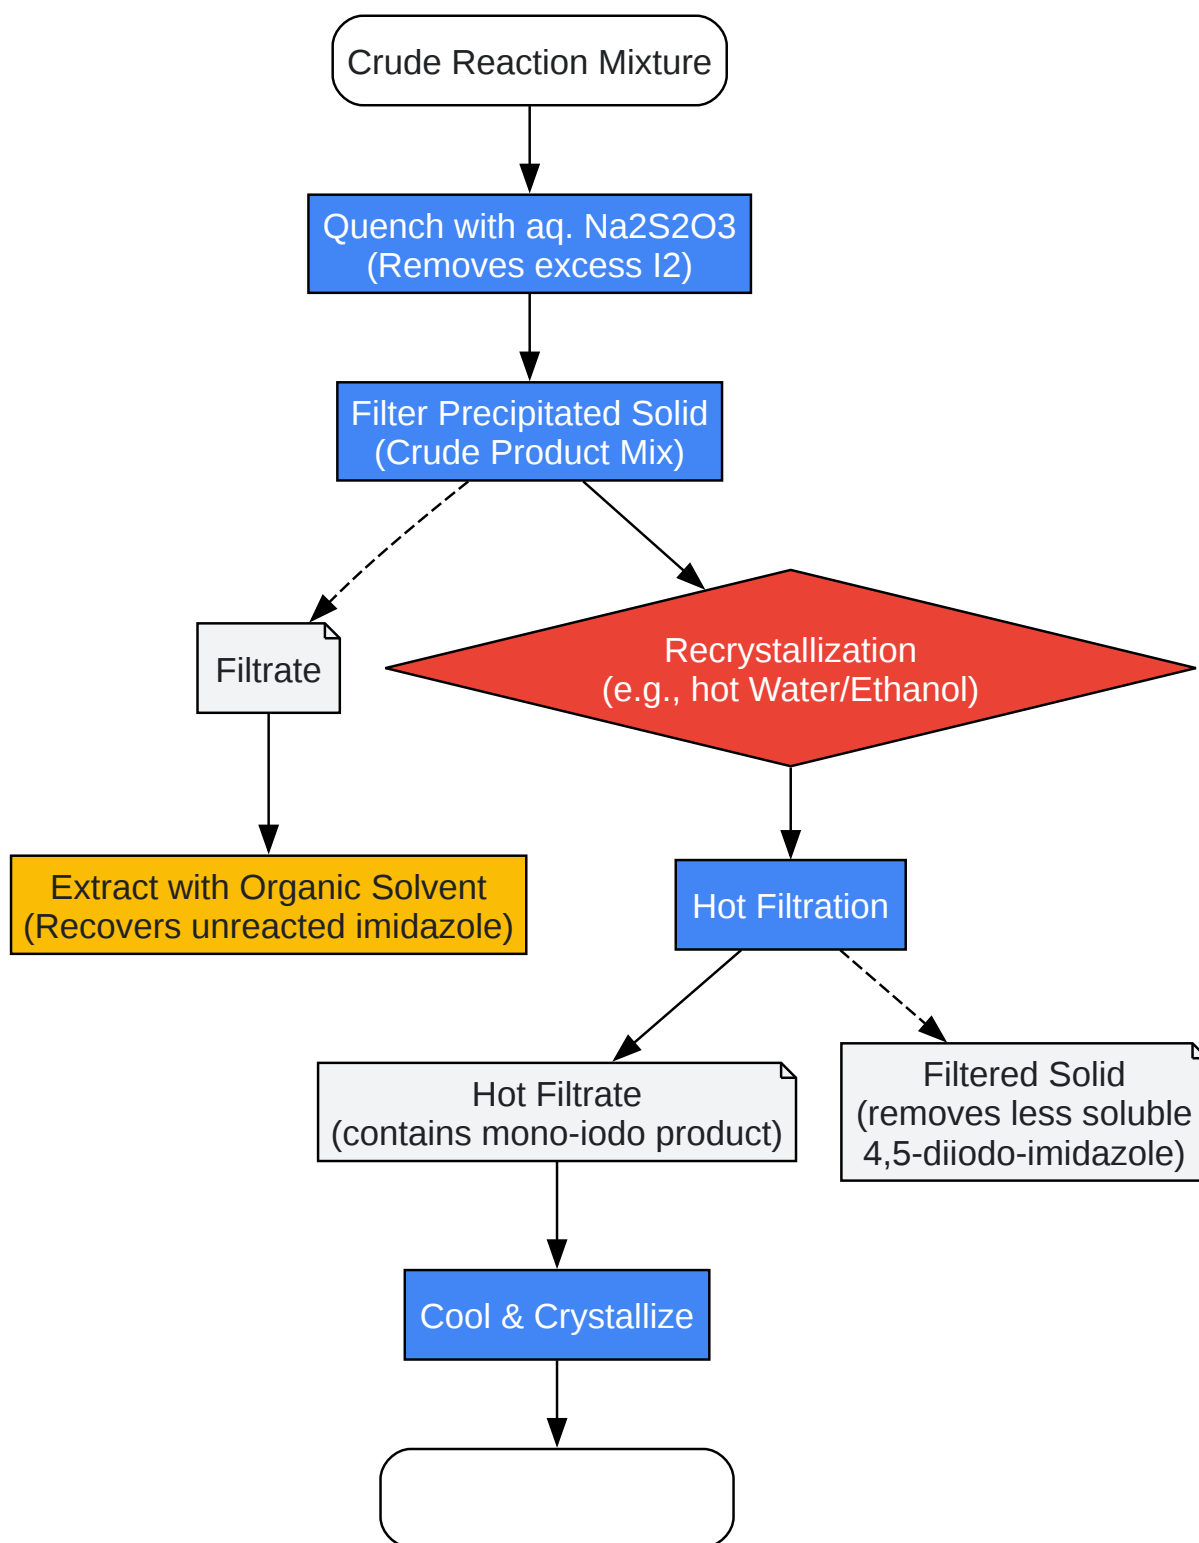 Crude Reaction Mixture
Quench with aq. Na2S2O3
(Removes excess I2)
Filter Precipitated Solid
(Crude Product Mix)
Filtrate
Recrystallization
(e.g., hot Water/Ethanol)
Extract with Organic Solvent
(Recovers unreacted imidazole)
Hot Filtration
Hot Filtrate
(contains mono-iodo product)
Filtered Solid
(removes less soluble
4,5-diiodo-imidazole)
Cool & Crystallize